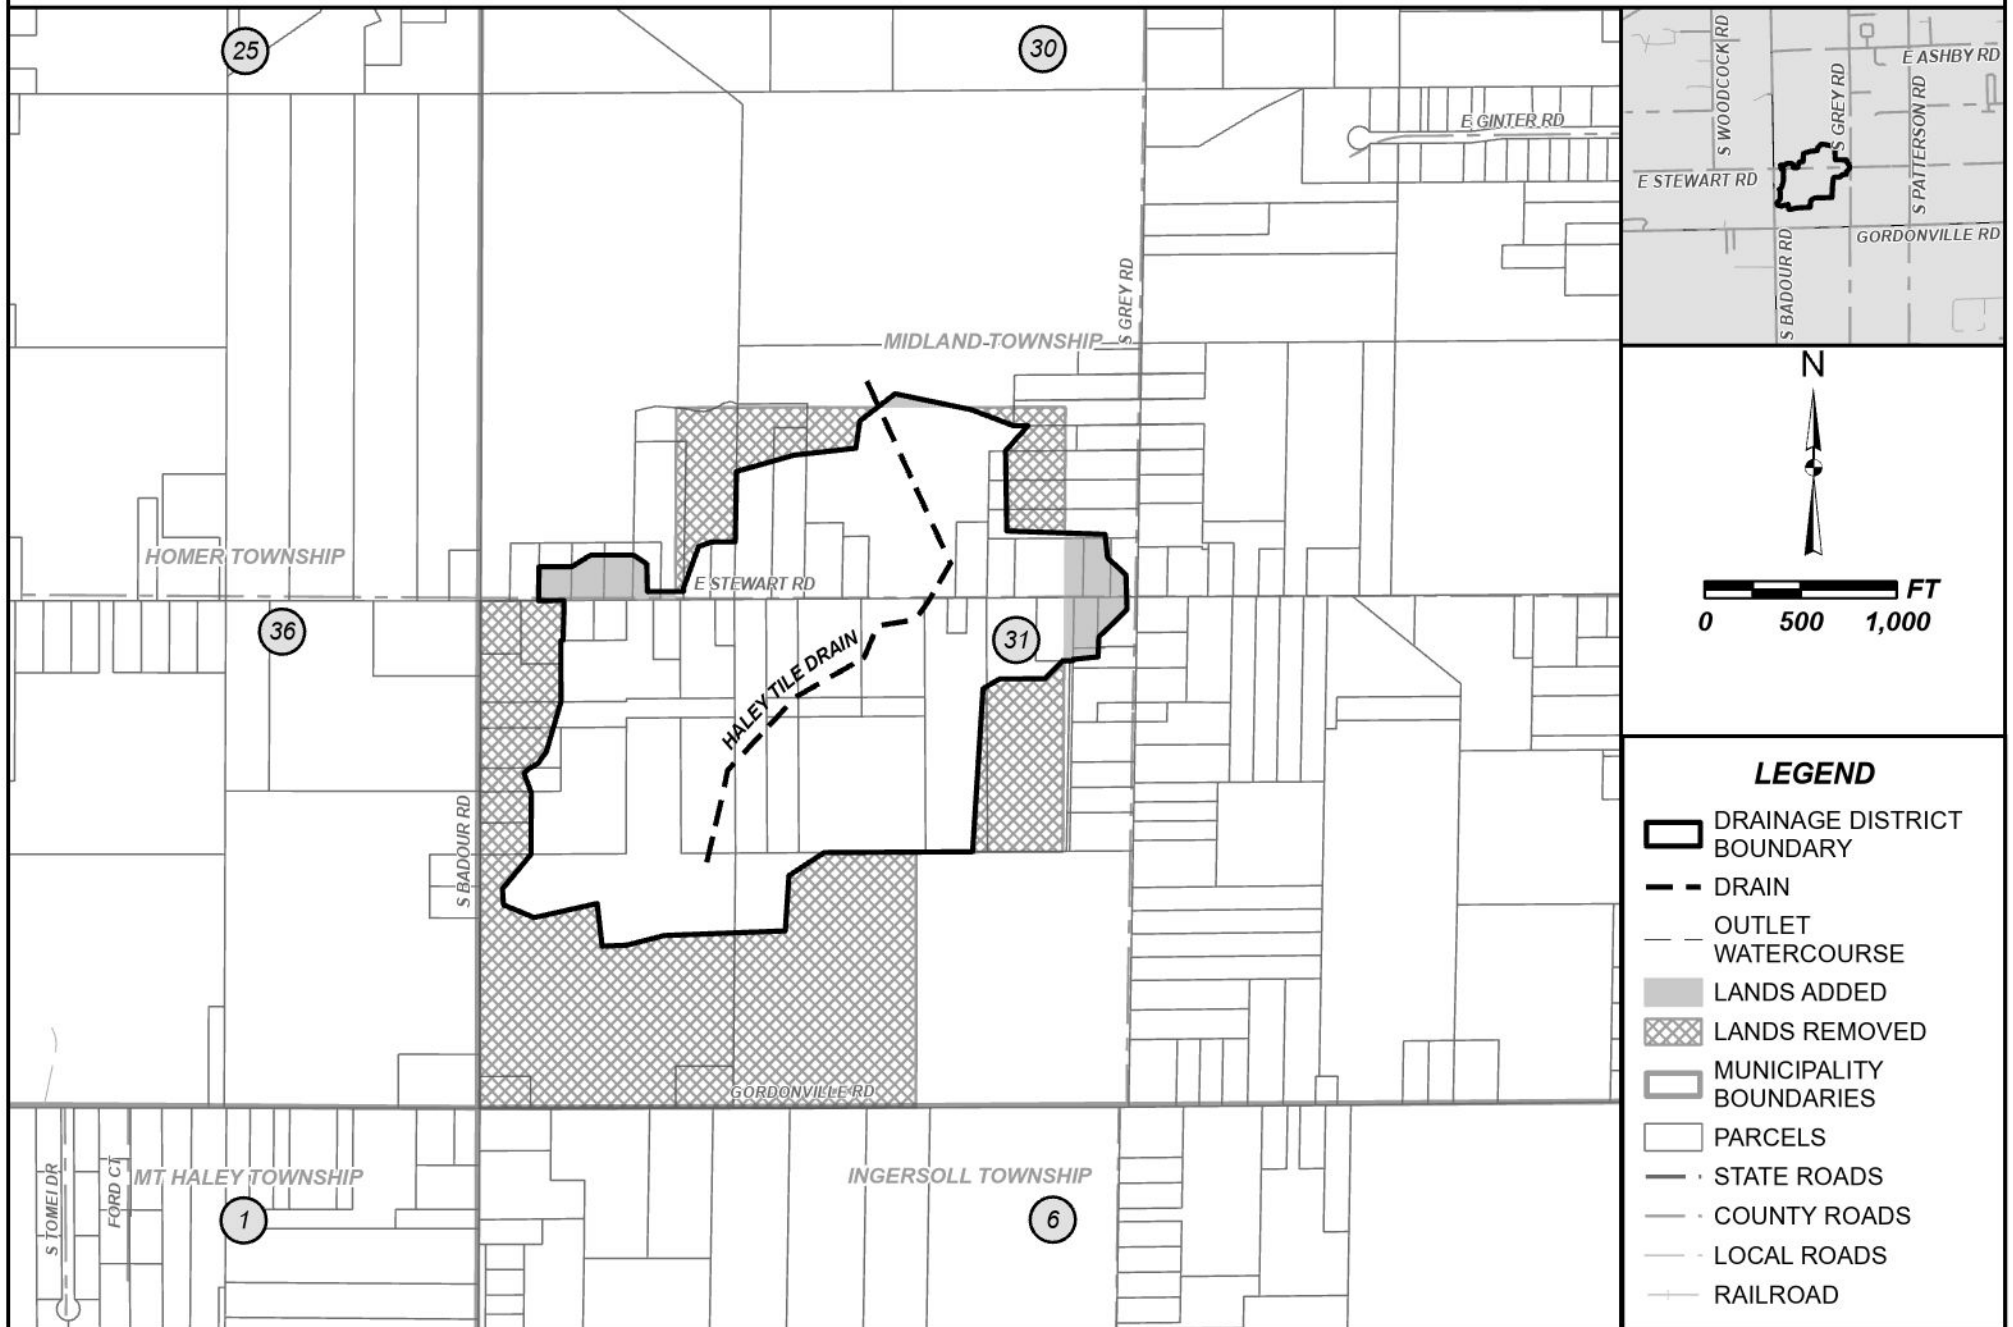 25
30
E GINTER RD
S GREY RD
MIDLAND TOWNSHIP
HOMER TOWNSHIP
E STEWART RD
36
31
HALEY TILE DRAIN
S BADOUR RD
GORDONVILLE RD
S TOMEI DR
FORD CT
MT HALEY TOWNSHIP
INGERSOLL TOWNSHIP
1
6
S WOODCOCK RD
E ASHBY RD
S GREY RD
S PATTERSON RD
E STEWART RD
GORDONVILLE RD
S BADOUR RD
N
FT
0 500 1,000
LEGEND
DRAINAGE DISTRICT
BOUNDARY
DRAIN
OUTLET
WATERCOURSE
LANDS ADDED
LANDS REMOVED
MUNICIPALITY
BOUNDARIES
PARCELS
STATE ROADS
COUNTY ROADS
LOCAL ROADS
RAILROAD